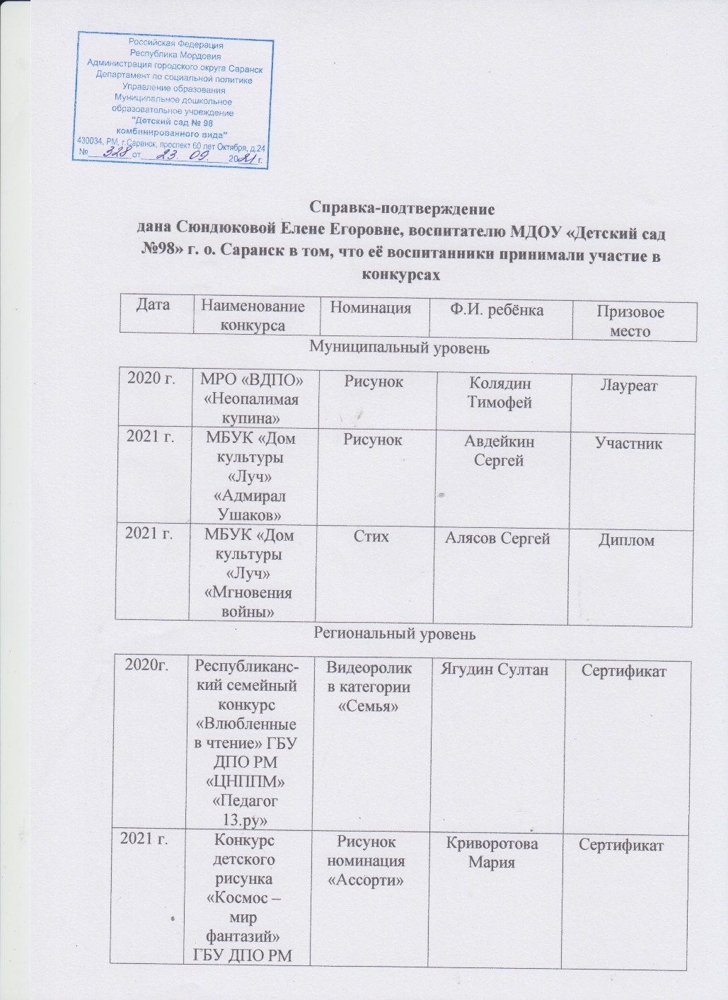 Российская Федерация
Республика Мордовия
Администрация городского округа Саранск
Департамент по социальной политике
Управление образования
Муниципальное дошкольное
образовательное учреждение
"Детский сад № 98
комбинированного вида"
430034, РМ, г.Саранск, проспект 60 лет Октября, д.24
№ 328 от 23. 09. 2021 г.
Справка-подтверждение
дана Сюндюковой Елене Егоровне, воспитателю МДОУ «Детский сад
№98» г. о. Саранск в том, что её воспитанники принимали участие в
конкурсах
Дата Наименование Номинация Ф.И. ребёнка Призовое
конкурса место
Муниципальный уровень
2020 г. МРО «ВДПО» Рисунок Колядин Лауреат
«Неопалимая Тимофей
купина»
2021 г. МБУК «Дом Рисунок Авдейкин Участник
культуры Сергей
«Луч»
«Адмирал
Ушаков»
2021 г. МБУК «Дом Стих Алясов Сергей Диплом
культуры
«Луч»
«Мгновения
войны»
Региональный уровень
2020г. Республиканс- Видеоролик Ягудин Султан Сертификат
кий семейный в категории
конкурс «Семья»
«Влюбленные
в чтение» ГБУ
ДПО РМ
«ЦНППМ»
«Педагог
13.ру»
2021 г. Конкурс Рисунок Криворотова Сертификат
детского номинация Мария
рисунка «Ассорти»
«Космос –
мир
фантазий»
ГБУ ДПО РМ